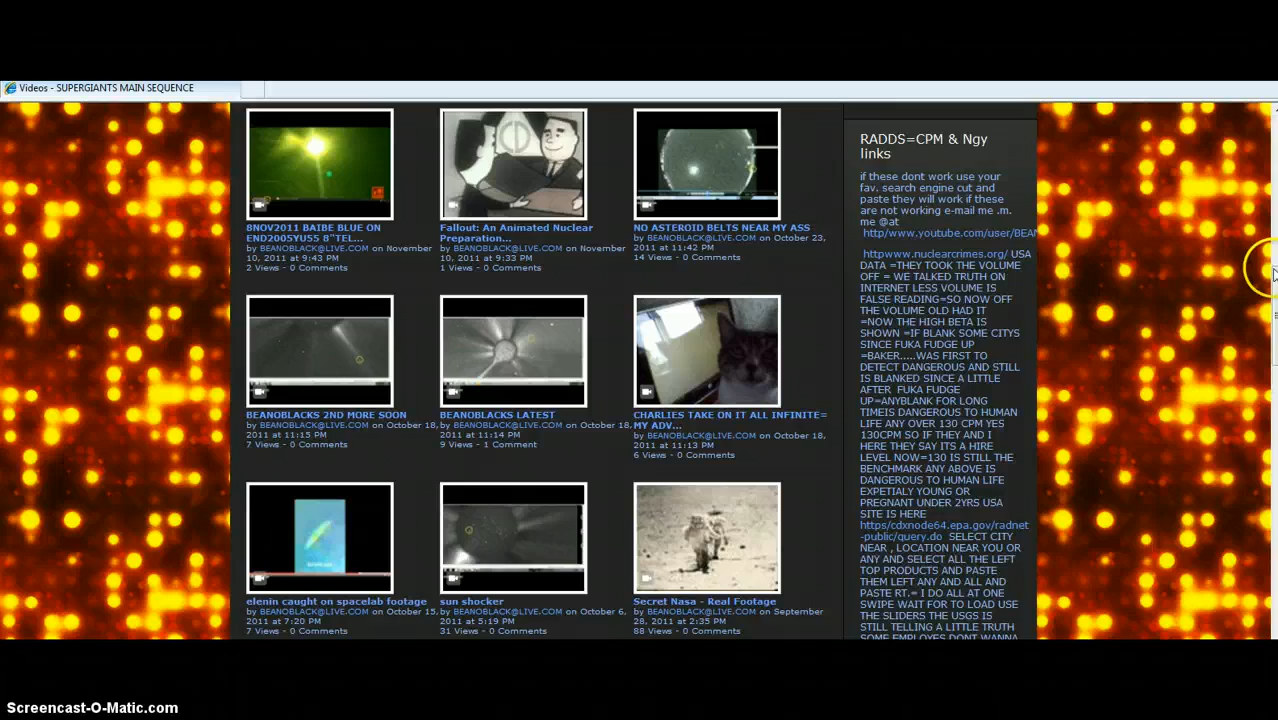 Videos - SUPERGIANTS MAIN SEQUENCE
8NOV2011 BAIBE BLUE ON
END2005YU55 8"TEL...
by BEANOBLACK@LIVE.COM on November
10, 2011 at 9:43 PM
2 Views - 0 Comments
Fallout: An Animated Nuclear
Preparation...
by BEANOBLACK@LIVE.COM on November
10, 2011 at 9:33 PM
1 Views - 0 Comments
NO ASTEROID BELTS NEAR MY ASS
by BEANOBLACK@LIVE.COM on October 23,
2011 at 11:42 PM
14 Views - 0 Comments
BEANOBLACKS 2ND MORE SOON
by BEANOBLACK@LIVE.COM on October 18,
2011 at 11:15 PM
7 Views - 0 Comments
BEANOBLACKS LATEST
by BEANOBLACK@LIVE.COM on October 18,
2011 at 11:14 PM
9 Views - 1 Comment
CHARLIES TAKE ON IT ALL INFINITE=
MY ADV...
by BEANOBLACK@LIVE.COM on October 18,
2011 at 11:13 PM
6 Views - 0 Comments
elenin caught on spacelab footage
by BEANOBLACK@LIVE.COM on October 15,
2011 at 7:20 PM
7 Views - 0 Comments
sun shocker
by BEANOBLACK@LIVE.COM on October 6,
2011 at 5:19 PM
31 Views - 0 Comments
Secret Nasa - Real Footage
by BEANOBLACK@LIVE.COM on September
28, 2011 at 2:35 PM
88 Views - 0 Comments
RADDS=CPM & Ngy
links
if these dont work use your
fav. search engine cut and
paste they will work if these
are not working e-mail me .m.
me @at
http/www.youtube.com/user/BEAN
httpwww.nuclearcrimes.org/ USA
DATA =THEY TOOK THE VOLUME
OFF = WE TALKED TRUTH ON
INTERNET LESS VOLUME IS
FALSE READING=SO NOW OFF
THE VOLUME OLD HAD IT
=NOW THE HIGH BETA IS
SHOWN =IF BLANK SOME CITYS
SINCE FUKA FUDGE UP
=BAKER.....WAS FIRST TO
DETECT DANGEROUS AND STILL
IS BLANKED SINCE A LITTLE
AFTER FUKA FUDGE
UP=ANYBLANK FOR LONG
TIMEIS DANGEROUS TO HUMAN
LIFE ANY OVER 130 CPM YES
130CPM SO IF THEY AND I
HERE THEY SAY ITS A HIRE
LEVEL NOW=130 IS STILL THE
BENCHMARK ANY ABOVE IS
DANGEROUS TO HUMAN LIFE
EXPETIALY YOUNG OR
PREGNANT UNDER 2YRS USA
SITE IS HERE
https/cdxnode64.epa.gov/radnet
-public/query.do SELECT CITY
NEAR , LOCATION NEAR YOU OR
ANY AND SELECT ALL THE LEFT
TOP PRODUCTS AND PASTE
THEM LEFT ANY AND ALL AND
PASTE RT.= I DO ALL AT ONE
SWIPE WAIT FOR TO LOAD USE
THE SLIDERS THE USGS IS
STILL TELLING A LITTLE TRUTH
SOME EMPLOYES DONT WANNA
Screencast-O-Matic.com